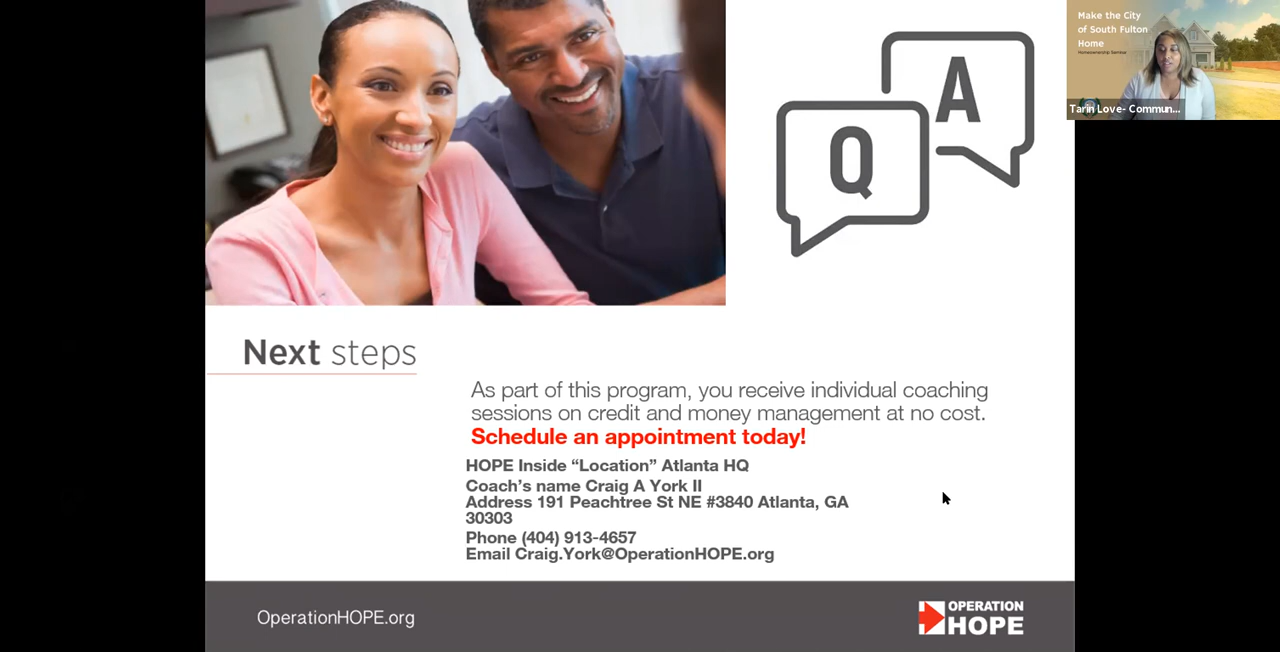 Make the City
of South Fulton
Home
Homeownership Seminar
Tarin Love- Commun...
A
Q
Next steps
As part of this program, you receive individual coaching
sessions on credit and money management at no cost.
Schedule an appointment today!
HOPE Inside “Location” Atlanta HQ
Coach’s name Craig A York II
Address 191 Peachtree St NE #3840 Atlanta, GA
30303
Phone (404) 913-4657
Email Craig.York@OperationHOPE.org
OperationHOPE.org
OPERATION
HOPE